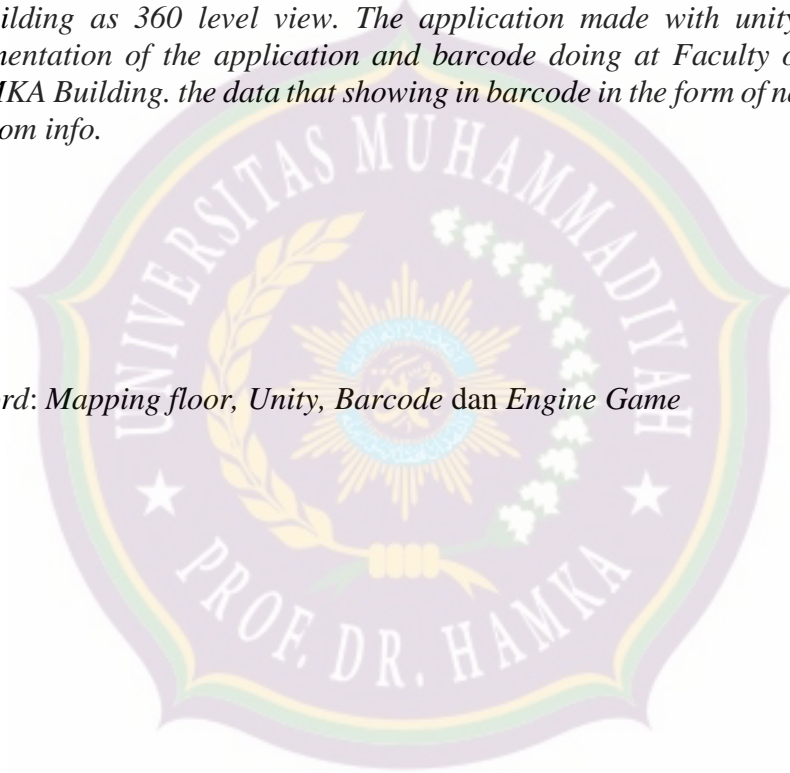 ilding as 360 level view. The application made with unity
mentation of the application and barcode doing at Faculty o
MKA Building. the data that showing in barcode in the form of n
om info.
UNIVERSITAS MUHAMMADIYAH
rd: Mapping floor, Unity, Barcode dan Engine Game
PROF. DR. HAMKA